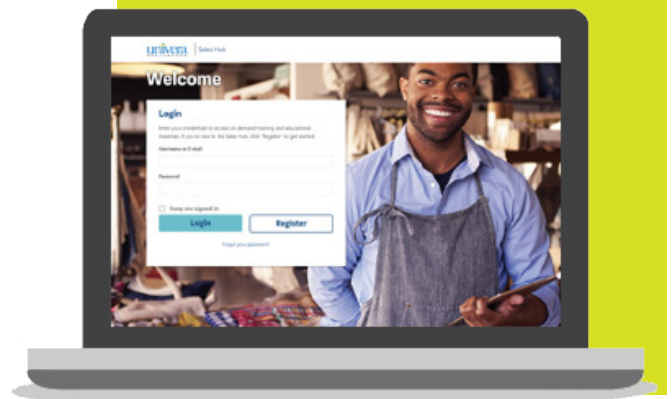 univera
HEALTHCARE
Sales Hub
Welcome
Login
Enter your credentials to access on demand training and educational
materials. If you're new to the Sales Hub, click "Register" to get started.
Username or E-mail
Password
Keep me signed in
Login
Register
Forgot your password?